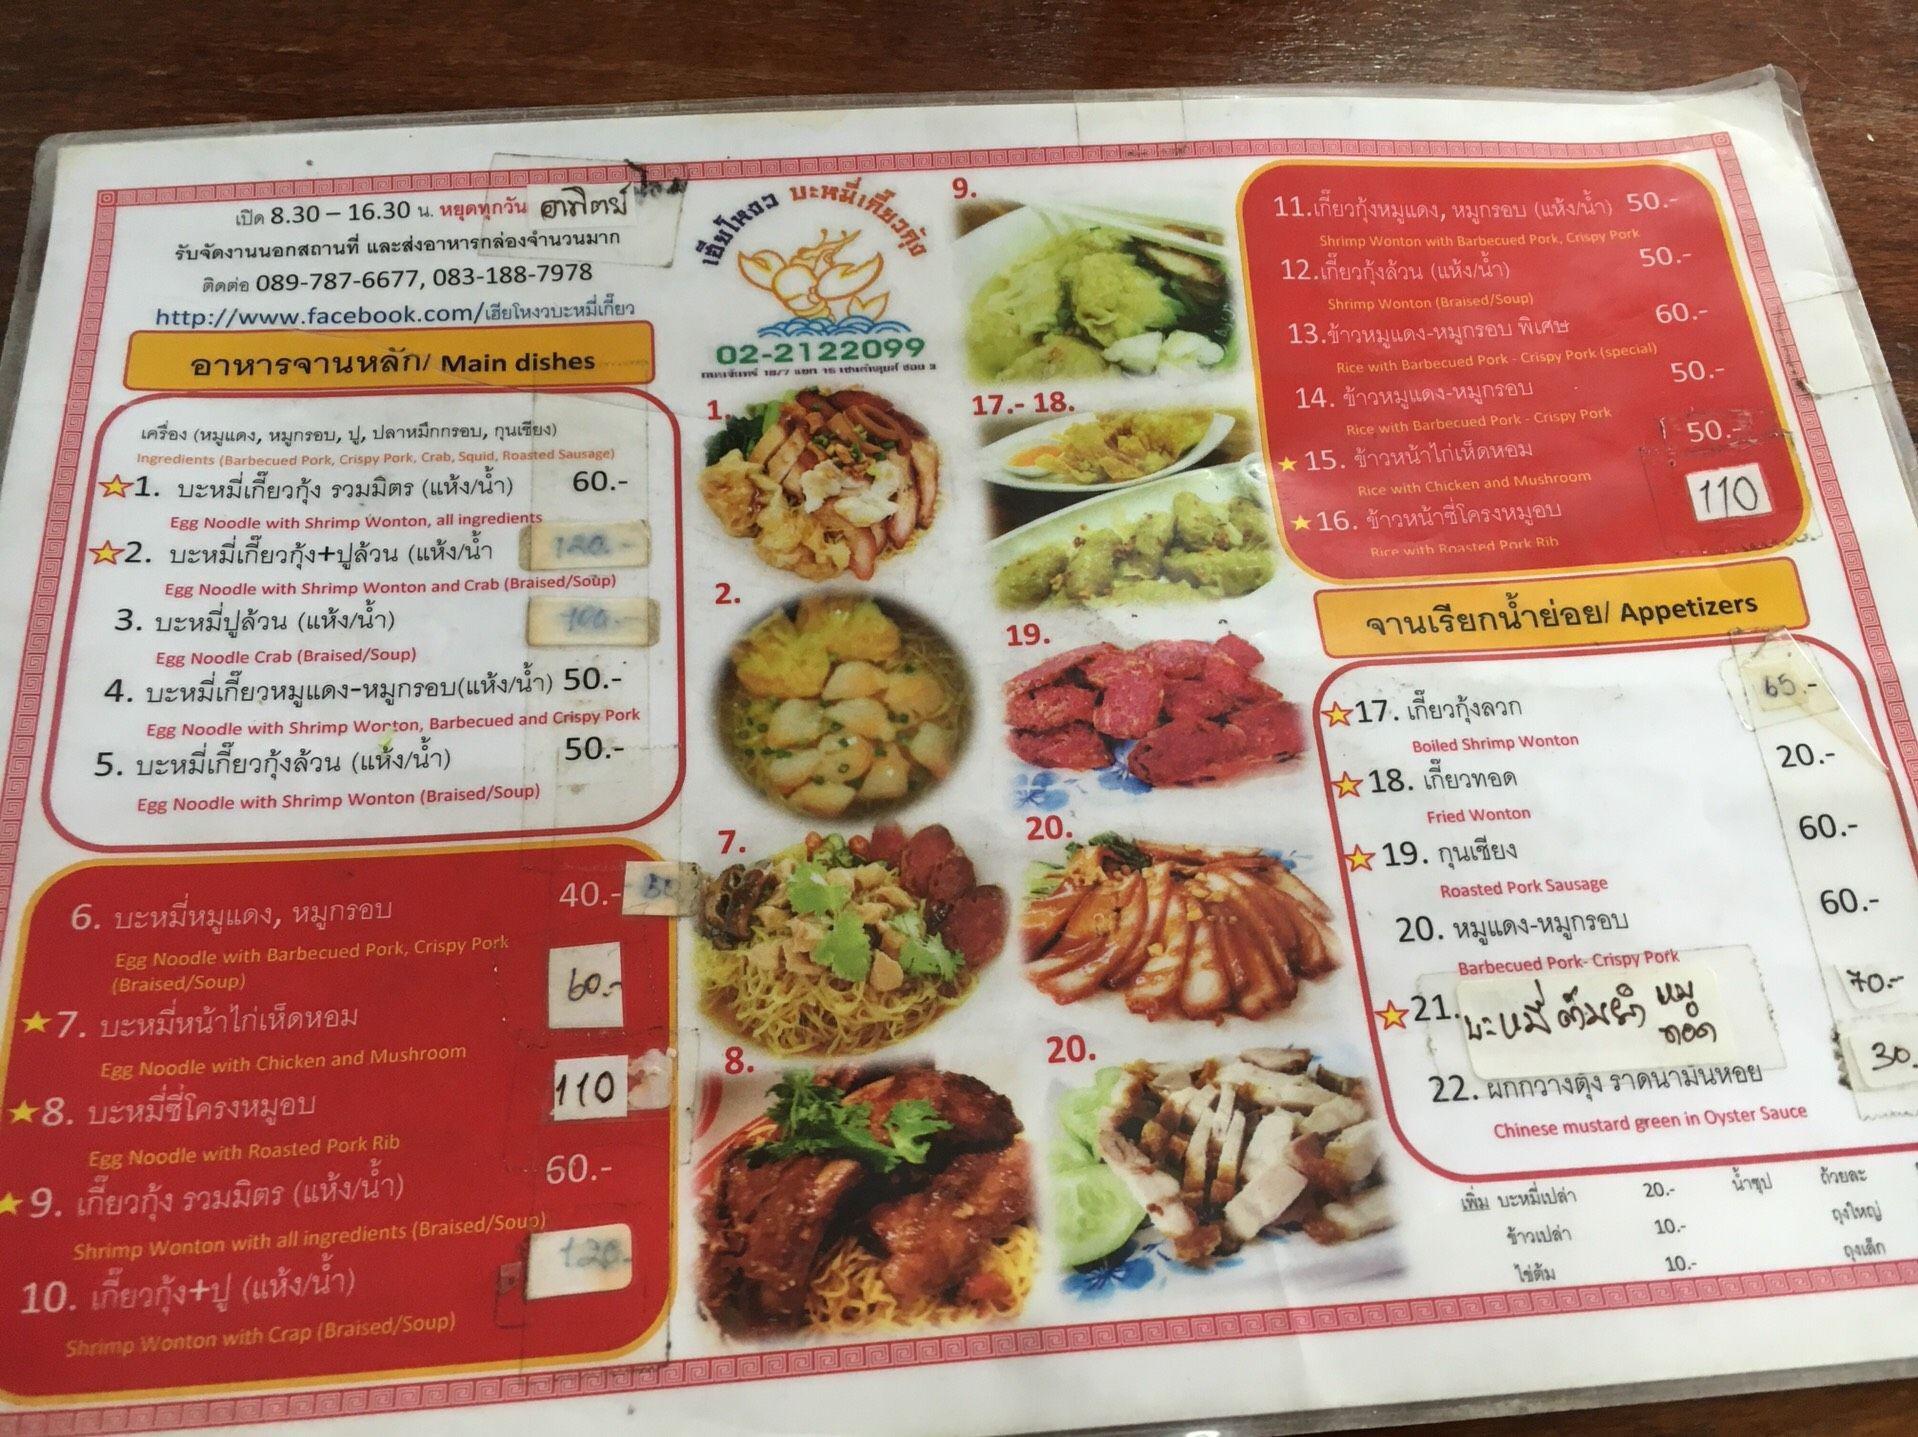 เปิด 8.30 – 16.30 น. หยุดทุกวัน อาทิตย์
รับจัดงานนอกสถานที่ และส่งอาหารกล่องจำนวนมาก
ติดต่อ 089-787-6677, 083-188-7978
http://www.facebook.com/เฮียโหงวบะหมี่เกี๊ยว
อาหารจานหลัก/ Main dishes
เครื่อง (หมูแดง, หมูกรอบ, ปู, ปลาหมึกกรอบ, กุนเชียง)
Ingredients (Barbecued Pork, Crispy Pork, Crab, Squid, Roasted Sausage)
1. บะหมี่เกี๊ยวกุ้ง รวมมิตร (แห้ง/น้ำ) 60.-
Egg Noodle with Shrimp Wonton, all ingredients
2. บะหมี่เกี๊ยวกุ้ง+ปูล้วน (แห้ง/น้ำ 120.-
Egg Noodle with Shrimp Wonton and Crab (Braised/Soup)
3. บะหมี่ปูล้วน (แห้ง/น้ำ) 100.-
Egg Noodle Crab (Braised/Soup)
4. บะหมี่เกี๊ยวหมูแดง-หมูกรอบ(แห้ง/น้ำ) 50.-
Egg Noodle with Shrimp Wonton, Barbecued and Crispy Pork
5. บะหมี่เกี๊ยวกุ้งล้วน (แห้ง/น้ำ) 50.-
Egg Noodle with Shrimp Wonton (Braised/Soup)
6. บะหมี่หมูแดง, หมูกรอบ 40.- 50
Egg Noodle with Barbecued Pork, Crispy Pork
(Braised/Soup)
7. บะหมี่หน้าไก่เห็ดหอม 60.-
Egg Noodle with Chicken and Mushroom
8. บะหมี่ซี่โครงหมูอบ 110
Egg Noodle with Roasted Pork Rib
9. เกี๊ยวกุ้ง รวมมิตร (แห้ง/น้ำ) 60.-
Shrimp Wonton with all ingredients (Braised/Soup)
10. เกี๊ยวกุ้ง+ปู (แห้ง/น้ำ) 120.-
Shrimp Wonton with Crap (Braised/Soup)
เฮียโหงว บะหมี่เกี๊ยวกุ้ง
02-2122099
1.
2.
7.
8.
9.
17.- 18.
19.
20.
20.
11.เกี๊ยวกุ้งหมูแดง, หมูกรอบ (แห้ง/น้ำ) 50.-
Shrimp Wonton with Barbecued Pork, Crispy Pork
12.เกี๊ยวกุ้งล้วน (แห้ง/น้ำ) 50.-
Shrimp Wonton (Braised/Soup)
13.ข้าวหมูแดง-หมูกรอบ พิเศษ 60.-
Rice with Barbecued Pork - Crispy Pork (special)
14. ข้าวหมูแดง-หมูกรอบ 50.-
Rice with Barbecued Pork - Crispy Pork
15. ข้าวหน้าไก่เห็ดหอม 50.-
Rice with Chicken and Mushroom
16. ข้าวหน้าซี่โครงหมูอบ 110
Rice with Roasted Pork Rib
จานเรียกน้ำย่อย/ Appetizers
17. เกี๊ยวกุ้งลวก 65.-
Boiled Shrimp Wonton
18. เกี๊ยวทอด 20.-
Fried Wonton
19. กุนเชียง 60.-
Roasted Pork Sausage
20. หมูแดง-หมูกรอบ 60.-
Barbecued Pork- Crispy Pork
21. บะหมี่ต้มยำ หมูทอด 70.-
22. ผักกวางตุ้ง ราดน้ำมันหอย 30.
Chinese mustard green in Oyster Sauce
เพิ่ม บะหมี่เปล่า 20.- น้ำซุป ถ้วยละ
ข้าวเปล่า 10.- ถุงใหญ่
ไข่ต้ม 10.- ถุงเล็ก